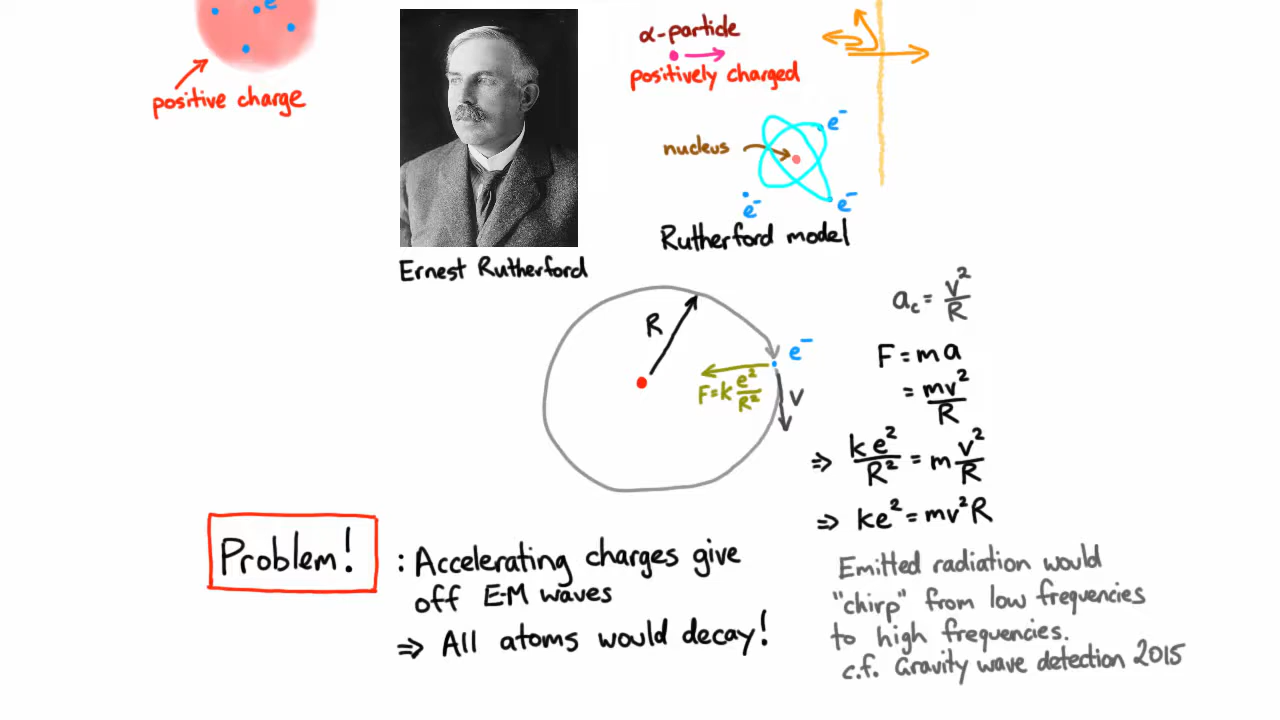 e
positive charge
Ernest Rutherford
α-particle
positively charged
nucleus
e⁻
e⁻
e⁻
Rutherford model
R
e⁻
F=k e²/R²
v
a_c = v²/R
F = ma
= mv²/R
⇒ ke²/R² = m v²/R
⇒ ke² = mv²R
Problem!
: Accelerating charges give
off E-M waves
⇒ All atoms would decay!
Emitted radiation would
"chirp" from low frequencies
to high frequencies.
c.f. Gravity wave detection 2015